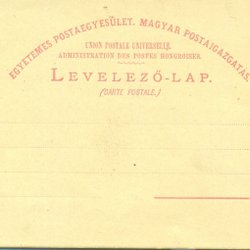 EGYETEMES POSTAEGYESÜLET. MAGYAR POSTAIGAZGATÁS.
UNION POSTALE UNIVERSELLE.
ADMINISTRATION DES POSTES HONGROISES.
LEVELEZŐ-LAP.
(CARTE POSTALE.)